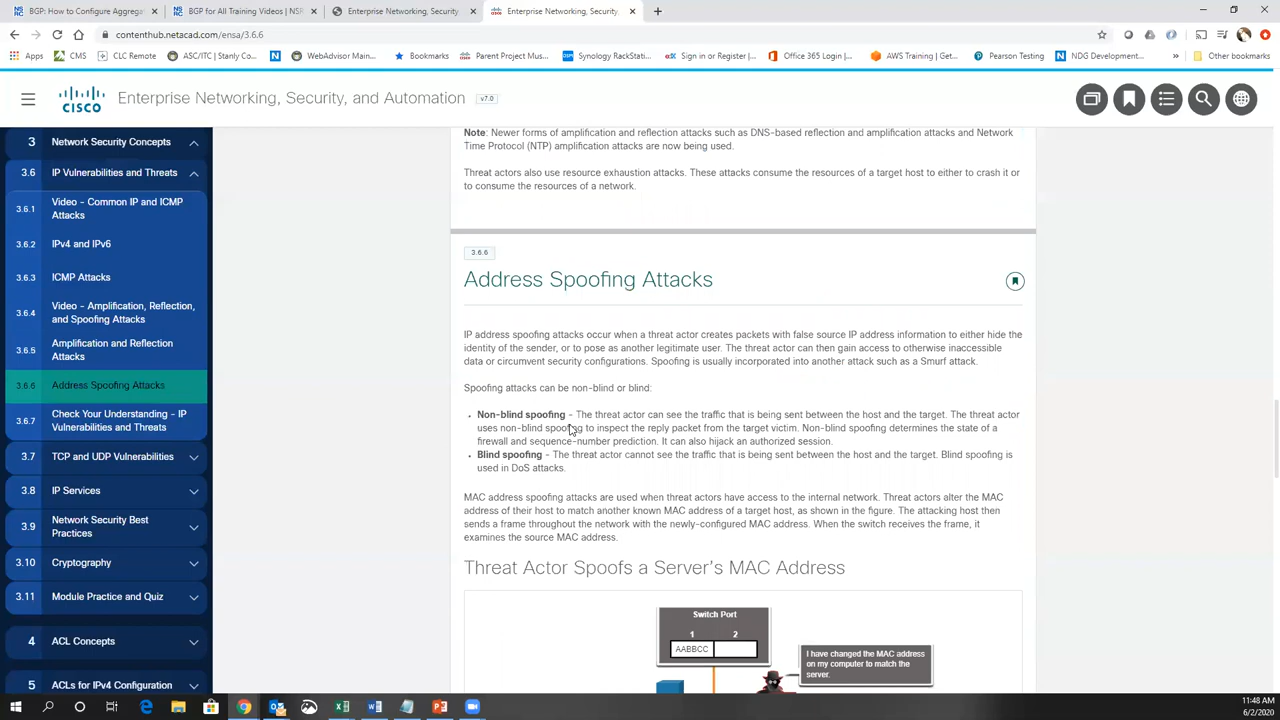 BGP: How to Configure Aggregat
BGP for All Training Videos | NSR
Enterprise Networking, Security
Enterprise Networking, Security,
contenthub.netacad.com/ensa/3.6.6
Apps CMS CLC Remote ASC/ITC | Stanly Co... WebAdvisor Main... Bookmarks Parent Project Mus... Synology RackStati... Sign in or Register |... Office 365 Login |... AWS Training | Get... Pearson Testing NDG Development... » Other bookmarks
CISCO
Enterprise Networking, Security, and Automation v7.0
3 Network Security Concepts
3.6 IP Vulnerabilities and Threats
3.6.1 Video - Common IP and ICMP
Attacks
3.6.2 IPv4 and IPv6
3.6.3 ICMP Attacks
3.6.4 Video - Amplification, Reflection,
and Spoofing Attacks
3.6.5 Amplification and Reflection
Attacks
3.6.6 Address Spoofing Attacks
3.6.7 Check Your Understanding - IP
Vulnerabilities and Threats
3.7 TCP and UDP Vulnerabilities
3.8 IP Services
3.9 Network Security Best
Practices
3.10 Cryptography
3.11 Module Practice and Quiz
4 ACL Concepts
5 ACLs for IPv4 Configuration
Note: Newer forms of amplification and reflection attacks such as DNS-based reflection and amplification attacks and Network
Time Protocol (NTP) amplification attacks are now being used.
Threat actors also use resource exhaustion attacks. These attacks consume the resources of a target host to either to crash it or
to consume the resources of a network.
3.6.6
Address Spoofing Attacks
IP address spoofing attacks occur when a threat actor creates packets with false source IP address information to either hide the
identity of the sender, or to pose as another legitimate user. The threat actor can then gain access to otherwise inaccessible
data or circumvent security configurations. Spoofing is usually incorporated into another attack such as a Smurf attack.
Spoofing attacks can be non-blind or blind:
• Non-blind spoofing - The threat actor can see the traffic that is being sent between the host and the target. The threat actor
uses non-blind spoofing to inspect the reply packet from the target victim. Non-blind spoofing determines the state of a
firewall and sequence-number prediction. It can also hijack an authorized session.
• Blind spoofing - The threat actor cannot see the traffic that is being sent between the host and the target. Blind spoofing is
used in DoS attacks.
MAC address spoofing attacks are used when threat actors have access to the internal network. Threat actors alter the MAC
address of their host to match another known MAC address of a target host, as shown in the figure. The attacking host then
sends a frame throughout the network with the newly-configured MAC address. When the switch receives the frame, it
examines the source MAC address.
Threat Actor Spoofs a Server's MAC Address
Switch Port
1 2
AABBCC
I have changed the MAC address
on my computer to match the
server.
11:48 AM
6/2/2020